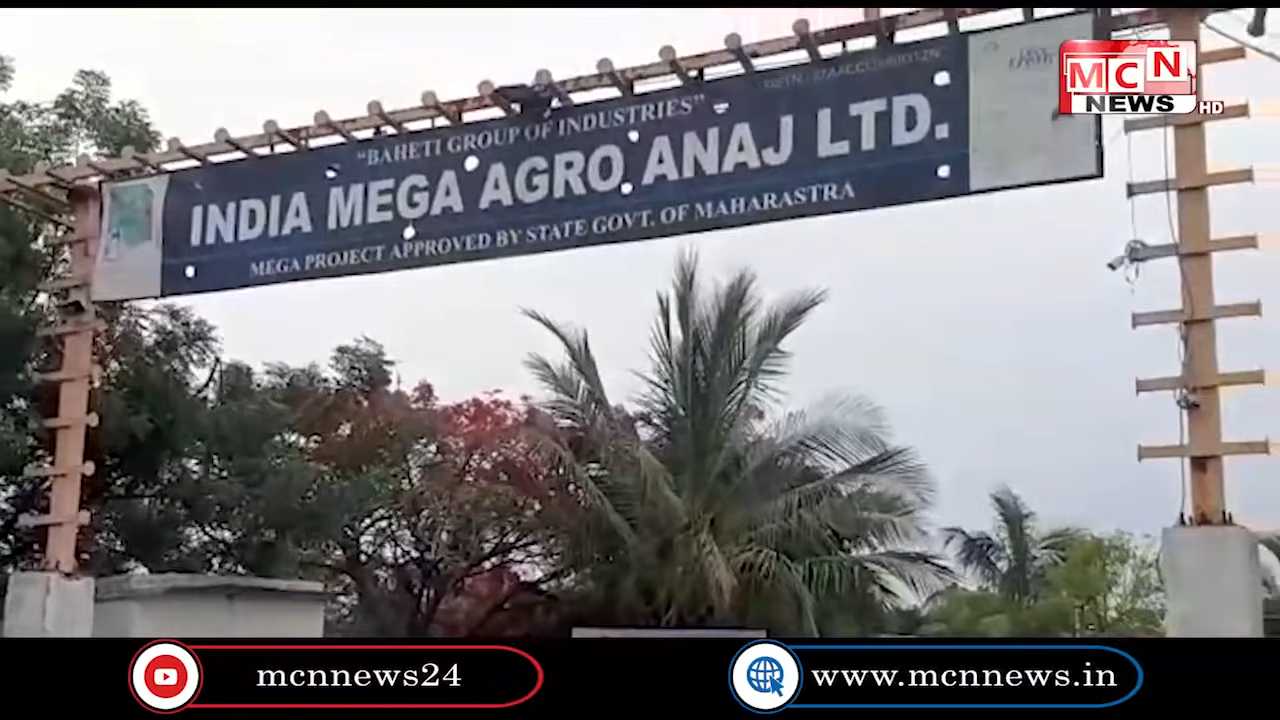 "BAHETI GROUP OF INDUSTRIES"
INDIA MEGA AGRO ANAJ LTD.
MEGA PROJECT APPROVED BY STATE GOVT. OF MAHARASTRA
MCN
NEWS HD
mcnnews24
www.mcnnews.in